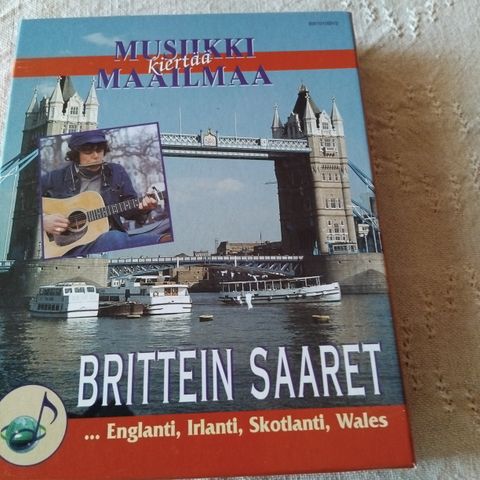 MUSIIKKI
kiertää
MAAILMAA
BRITTEIN SAARET
... Englanti, Irlanti, Skotlanti, Wales